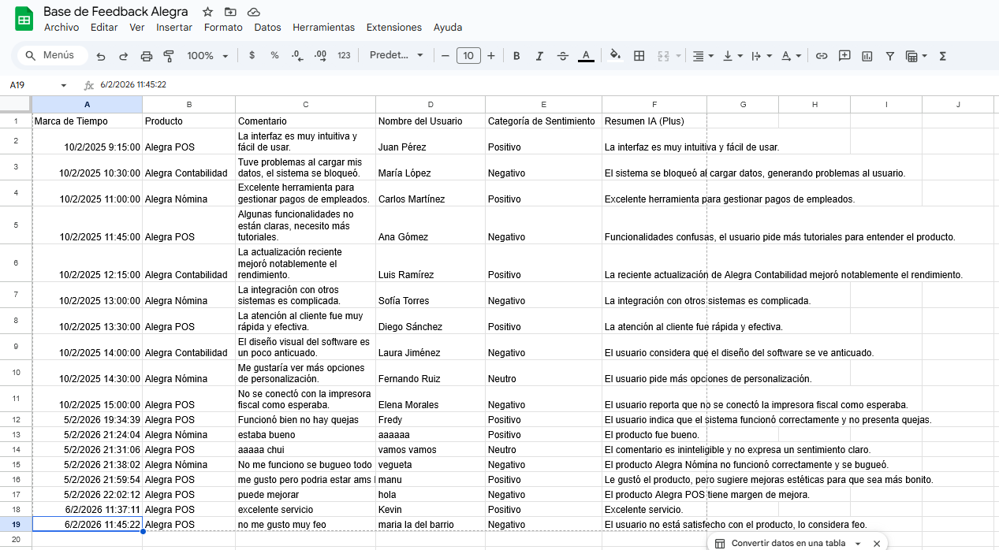 Base de Feedback Alegra
Archivo Editar Ver Insertar Formato Datos Herramientas Extensiones Ayuda
Menús 100% $ % .0 .00 123 Predet... 10 B I A A Σ
A19 fx 6/2/2026 11:45:22
A B C D E F G H I J
1 Marca de Tiempo Producto Comentario Nombre del Usuario Categoría de Sentimiento Resumen IA (Plus)
La interfaz es muy intuitiva y
2 10/2/2025 9:15:00 Alegra POS fácil de usar. Juan Pérez Positivo La interfaz es muy intuitiva y fácil de usar.
Tuve problemas al cargar mis
3 10/2/2025 10:30:00 Alegra Contabilidad datos, el sistema se bloqueó. María López Negativo El sistema se bloqueó al cargar datos, generando problemas al usuario.
Excelente herramienta para
4 10/2/2025 11:00:00 Alegra Nómina gestionar pagos de empleados. Carlos Martínez Positivo Excelente herramienta para gestionar pagos de empleados.
Algunas funcionalidades no
están claras, necesito más
5 10/2/2025 11:45:00 Alegra POS tutoriales. Ana Gómez Negativo Funcionalidades confusas, el usuario pide más tutoriales para entender el producto.
La actualización reciente
mejoró notablemente el
6 10/2/2025 12:15:00 Alegra Contabilidad rendimiento. Luis Ramírez Positivo La reciente actualización de Alegra Contabilidad mejoró notablemente el rendimiento.
La integración con otros
7 10/2/2025 13:00:00 Alegra Nómina sistemas es complicada. Sofía Torres Negativo La integración con otros sistemas es complicada.
La atención al cliente fue muy
8 10/2/2025 13:30:00 Alegra POS rápida y efectiva. Diego Sánchez Positivo La atención al cliente fue rápida y efectiva.
El diseño visual del software es
9 10/2/2025 14:00:00 Alegra Contabilidad un poco anticuado. Laura Jiménez Negativo El usuario considera que el diseño del software se ve anticuado.
Me gustaría ver más opciones
10 10/2/2025 14:30:00 Alegra Nómina de personalización. Fernando Ruiz Neutro El usuario pide más opciones de personalización.
No se conectó con la impresora
11 10/2/2025 15:00:00 Alegra POS fiscal como esperaba. Elena Morales Negativo El usuario reporta que no se conectó la impresora fiscal como esperaba.
12 5/2/2026 19:34:39 Alegra POS Funcionó bien no hay quejas Fredy Positivo El usuario indica que el sistema funcionó correctamente y no presenta quejas.
13 5/2/2026 21:24:04 Alegra Nómina estaba bueno aaaaaa Positivo El producto fue bueno.
14 5/2/2026 21:31:06 Alegra POS aaaaa chui vamos vamos Neutro El comentario es ininteligible y no expresa un sentimiento claro.
15 5/2/2026 21:38:02 Alegra Nómina No me funciono se bugueo todo vegueta Negativo El producto Alegra Nómina no funcionó correctamente y se bugueó.
16 5/2/2026 21:59:54 Alegra POS me gusto pero podria estar ams manu Positivo Le gustó el producto, pero sugiere mejoras estéticas para que sea más bonito.
17 5/2/2026 22:02:12 Alegra POS puede mejorar hola Negativo El producto Alegra POS tiene margen de mejora.
18 6/2/2026 11:37:11 Alegra POS excelente servicio Kevin Positivo Excelente servicio.
19 6/2/2026 11:45:22 Alegra POS no me gusto muy feo maria la del barrio Negativo El usuario no está satisfecho con el producto, lo considera feo.
20
Convertir datos en una tabla